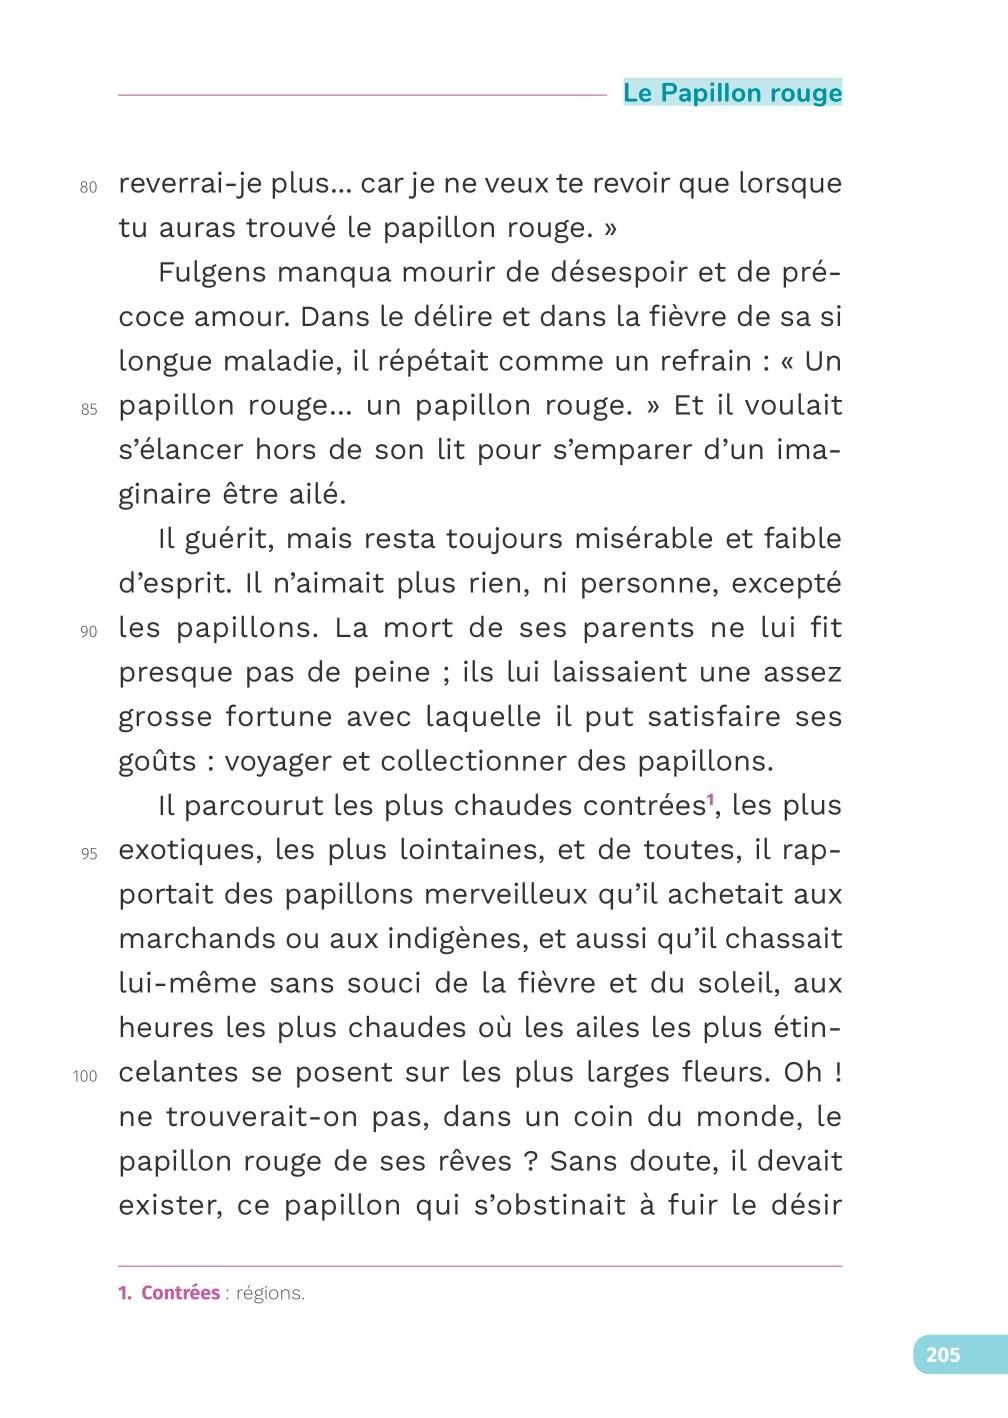 Le Papillon rouge
80 reverrai-je plus... car je ne veux te revoir que lorsque
tu auras trouvé le papillon rouge. »
Fulgens manqua mourir de désespoir et de pré-
coce amour. Dans le délire et dans la fièvre de sa si
longue maladie, il répétait comme un refrain : « Un
85 papillon rouge... un papillon rouge. » Et il voulait
s’élancer hors de son lit pour s’emparer d’un ima-
ginaire être ailé.
Il guérit, mais resta toujours misérable et faible
d’esprit. Il n’aimait plus rien, ni personne, excepté
90 les papillons. La mort de ses parents ne lui fit
presque pas de peine ; ils lui laissaient une assez
grosse fortune avec laquelle il put satisfaire ses
goûts : voyager et collectionner des papillons.
Il parcourut les plus chaudes contrées¹, les plus
95 exotiques, les plus lointaines, et de toutes, il rap-
portait des papillons merveilleux qu’il achetait aux
marchands ou aux indigènes, et aussi qu’il chassait
lui-même sans souci de la fièvre et du soleil, aux
heures les plus chaudes où les ailes les plus étin-
100 celantes se posent sur les plus larges fleurs. Oh !
ne trouverait-on pas, dans un coin du monde, le
papillon rouge de ses rêves ? Sans doute, il devait
exister, ce papillon qui s’obstinait à fuir le désir
1. Contrées : régions.
205